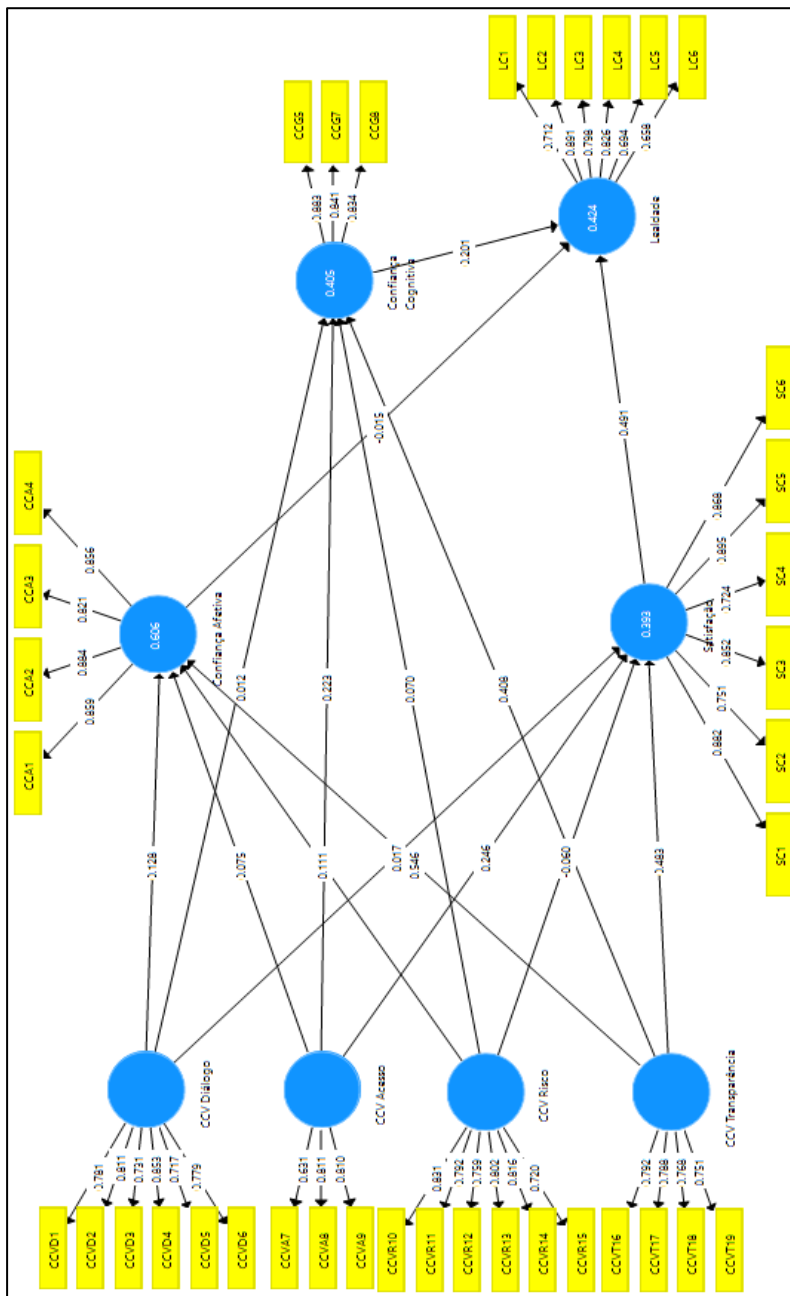 CCA1
CCA2
CCA3
CCA4
0.859
0.884
0.821
0.856
0.606
Confiança Afetiva
CCVD1
CCVD2
CCVD3
CCVD4
CCVD5
CCVD6
0.781
0.811
0.731
0.853
0.717
0.779
CCV Diálogo
0.128
0.012
0.017
CCVA7
CCVA8
CCVA9
0.631
0.811
0.810
CCV Acesso
0.075
0.223
0.246
CCVR10
CCVR11
CCVR12
CCVR13
CCVR14
CCVR15
0.831
0.792
0.759
0.802
0.816
0.720
CCV Risco
0.111
0.070
-0.060
CCVT16
CCVT17
CCVT18
CCVT19
0.792
0.788
0.768
0.751
CCV Transparência
0.546
0.408
0.483
CCG5
CCG7
CCG8
0.883
0.841
0.834
0.405
Confiança
Cognitiva
-0.015
0.201
0.491
LC1
LC2
LC3
LC4
LC5
LC6
0.712
0.891
0.798
0.826
0.694
0.658
0.424
Lealdade
0.393
Satisfação
0.882
0.751
0.852
0.724
0.895
0.868
SC1
SC2
SC3
SC4
SC5
SC6